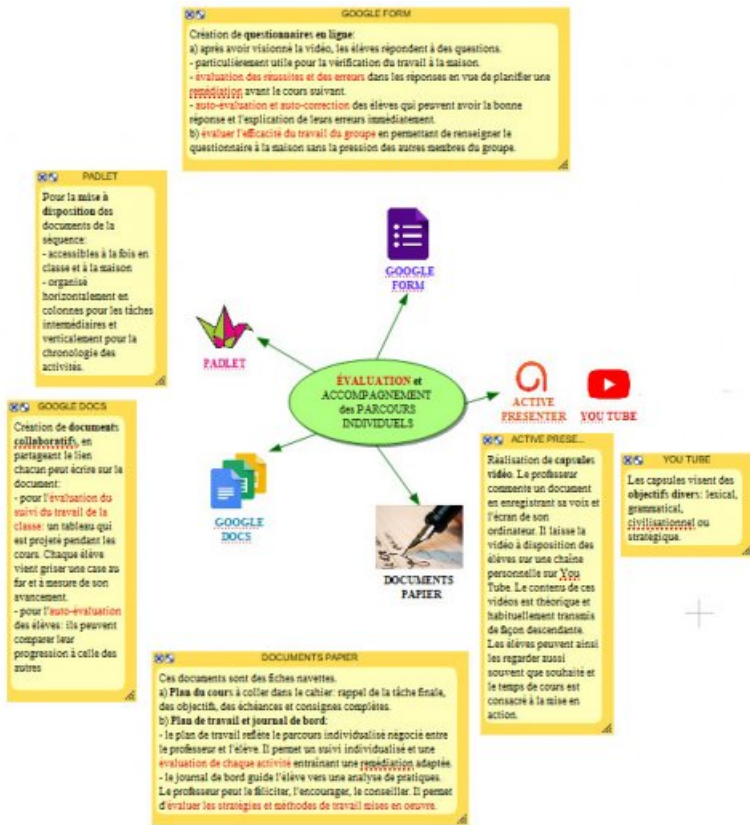 GOOGLE FORM
Création de questionnaires en ligne:
a) après avoir visionné la vidéo, les élèves répondent à des questions.
- particulièrement utile pour la vérification du travail à la maison.
- évaluation des réussites et des erreurs dans les réponses en vue de planifier une
remédiation avant le cours suivant.
- auto-évaluation et auto-correction des élèves qui peuvent avoir la bonne
réponse et l'explication de leurs erreurs immédiatement.
b) évaluer l'efficacité du travail du groupe en permettant de renseigner le
questionnaire à la maison sans la pression des autres membres du groupe.
PADLET
Pour la mise à
disposition des
documents de la
séquence:
- accessibles à la fois en
classe et à la maison
- organisé
horizontalement en
colonnes pour les tâches
intermédiaires et
verticalement pour la
chronologie des
activités.
GOOGLE
FORM
PADLET
ÉVALUATION et
ACCOMPAGNEMENT
des PARCOURS
INDIVIDUELS
ACTIVE
PRESENTER
YOU TUBE
GOOGLE
DOCS
DOCUMENTS
PAPIER
GOOGLE DOCS
Création de documents
collaboratifs, en
partageant le lien
chacun peut écrire sur le
document:
- pour l'évaluation du
suivi du travail de la
classe: un tableau qui
est projeté pendant les
cours. Chaque élève
vient griser une case au
fur et à mesure de son
avancement.
- pour l'auto-évaluation
des élèves: ils peuvent
comparer leur
progression à celle des
autres
ACTIVE PRESE...
Réalisation de capsules
vidéo. Le professeur
commente un document
en enregistrant sa voix et
l'écran de son
ordinateur. Il laisse la
vidéo à disposition des
élèves sur une chaîne
personnelle sur You
Tube. Le contenu de ces
vidéos est théorique et
habituellement transmis
de façon descendante.
Les élèves peuvent ainsi
les regarder aussi
souvent que souhaité et
le temps de cours est
consacré à la mise en
action.
YOU TUBE
Les capsules visent des
objectifs divers: lexical,
grammatical,
civilisationnel ou
stratégique.
DOCUMENTS PAPIER
Ces documents sont des fiches navettes.
a) Plan du cours à coller dans le cahier: rappel de la tâche finale,
des objectifs, des échéances et consignes complètes.
b) Plan de travail et journal de bord:
- le plan de travail reflète le parcours individualisé négocié entre
le professeur et l'élève. Il permet un suivi individualisé et une
évaluation de chaque activité entraînant une remédiation adaptée.
- le journal de bord guide l'élève vers une analyse de pratiques.
Le professeur peut le féliciter, l'encourager, le conseiller. Il permet
d'évaluer les stratégies et méthodes de travail mises en oeuvre.